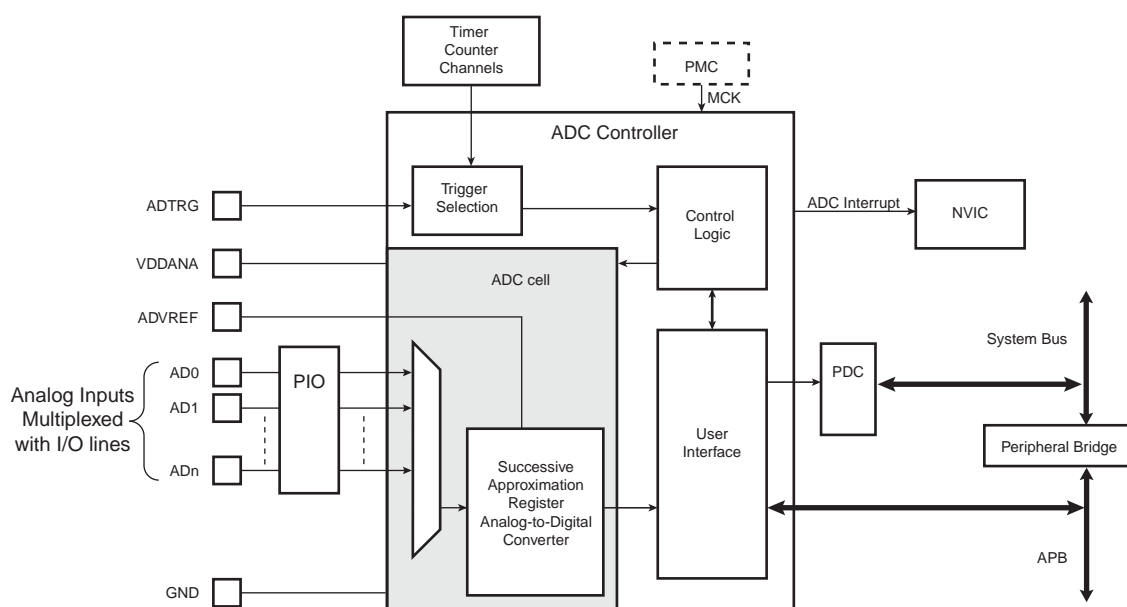 Timer
Counter
Channels
PMC
MCK
ADC Controller
ADTRG
Trigger
Selection
Control
Logic
ADC Interrupt
NVIC
VDDANA
ADC cell
ADVREF
System Bus
Analog Inputs
Multiplexed
with I/O lines
AD0
AD1
ADn
PIO
PDC
User
Interface
Peripheral Bridge
Successive
Approximation
Register
Analog-to-Digital
Converter
APB
GND